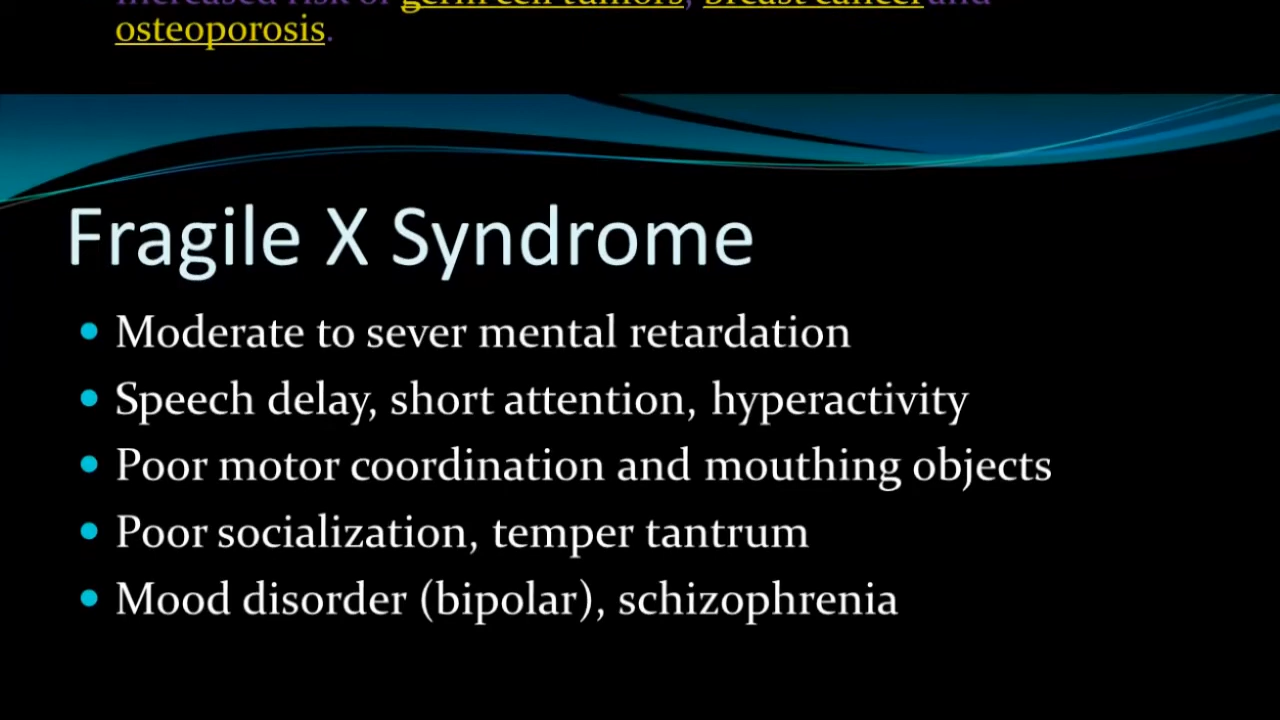 Increased risk of germ cell tumors, breast cancer and
osteoporosis.
Fragile X Syndrome
• Moderate to sever mental retardation
• Speech delay, short attention, hyperactivity
• Poor motor coordination and mouthing objects
• Poor socialization, temper tantrum
• Mood disorder (bipolar), schizophrenia